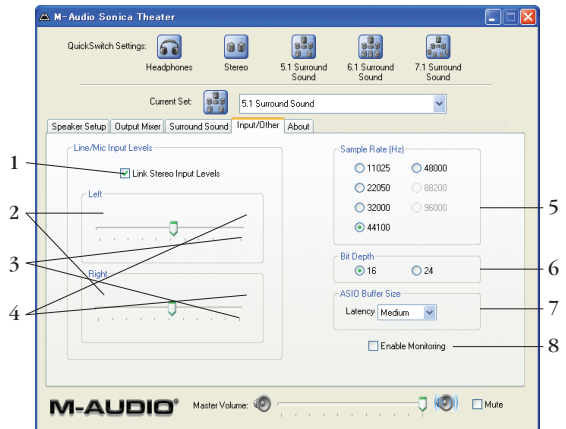 M-Audio Sonica Theater
QuickSwitch Settings:
Headphones
Stereo
5.1 Surround Sound
6.1 Surround Sound
7.1 Surround Sound
Current Set:
5.1 Surround Sound
Speaker Setup
Output Mixer
Surround Sound
Input/Other
About
Line/Mic Input Levels
Link Stereo Input Levels
Left
Right
Sample Rate (Hz)
11025
48000
22050
88200
32000
96000
44100
Bit Depth
16
24
ASIO Buffer Size
Latency
Medium
Enable Monitoring
M-AUDIO®
Master Volume:
Mute
1
2
3
4
5
6
7
8